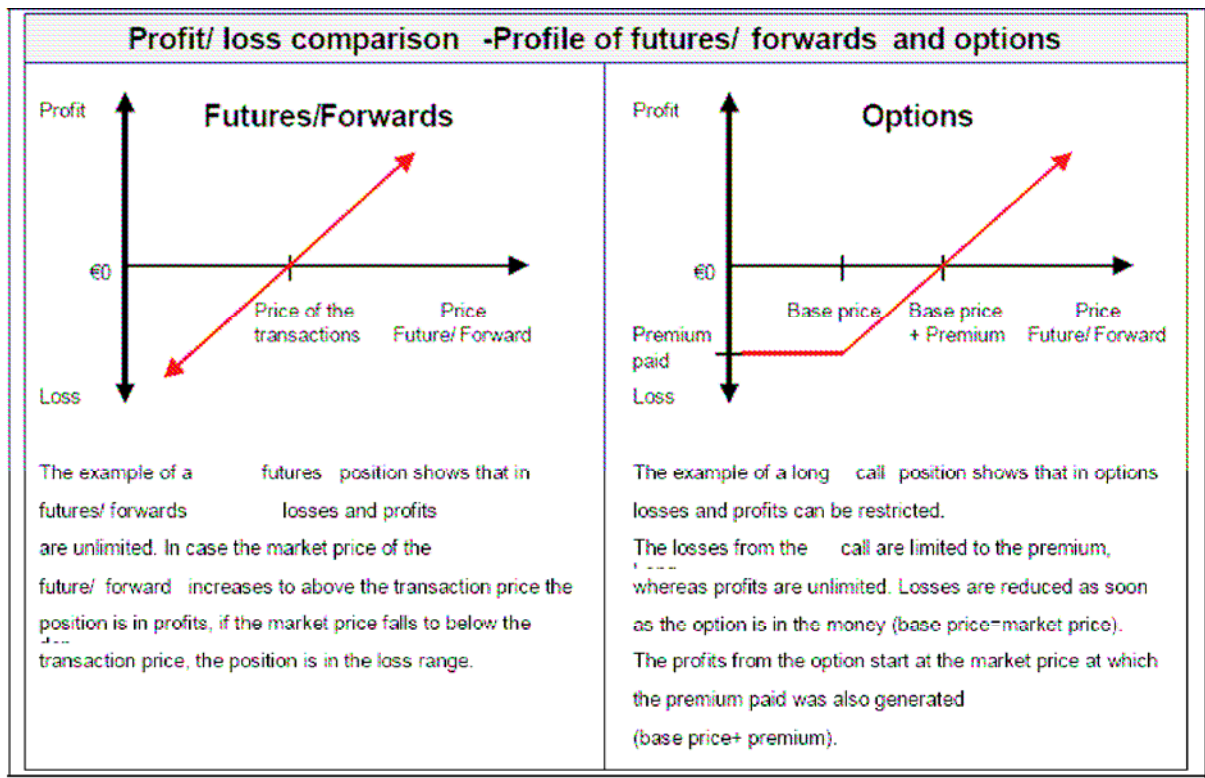 Profit/ loss comparison -Profile of futures/ forwards and options
Futures/Forwards
Profit
€0
Price of the
transactions
Price
Future/ Forward
Loss
The example of a futures position shows that in
futures/ forwards losses and profits
are unlimited. In case the market price of the
future/ forward increases to above the transaction price the
position is in profits, if the market price falls to below the
transaction price, the position is in the loss range.
Options
Profit
€0
Base price
Base price
+ Premium
Price
Future/ Forward
Premium
paid
Loss
The example of a long call position shows that in options
losses and profits can be restricted.
The losses from the call are limited to the premium,
whereas profits are unlimited. Losses are reduced as soon
as the option is in the money (base price=market price).
The profits from the option start at the market price at which
the premium paid was also generated
(base price+ premium).